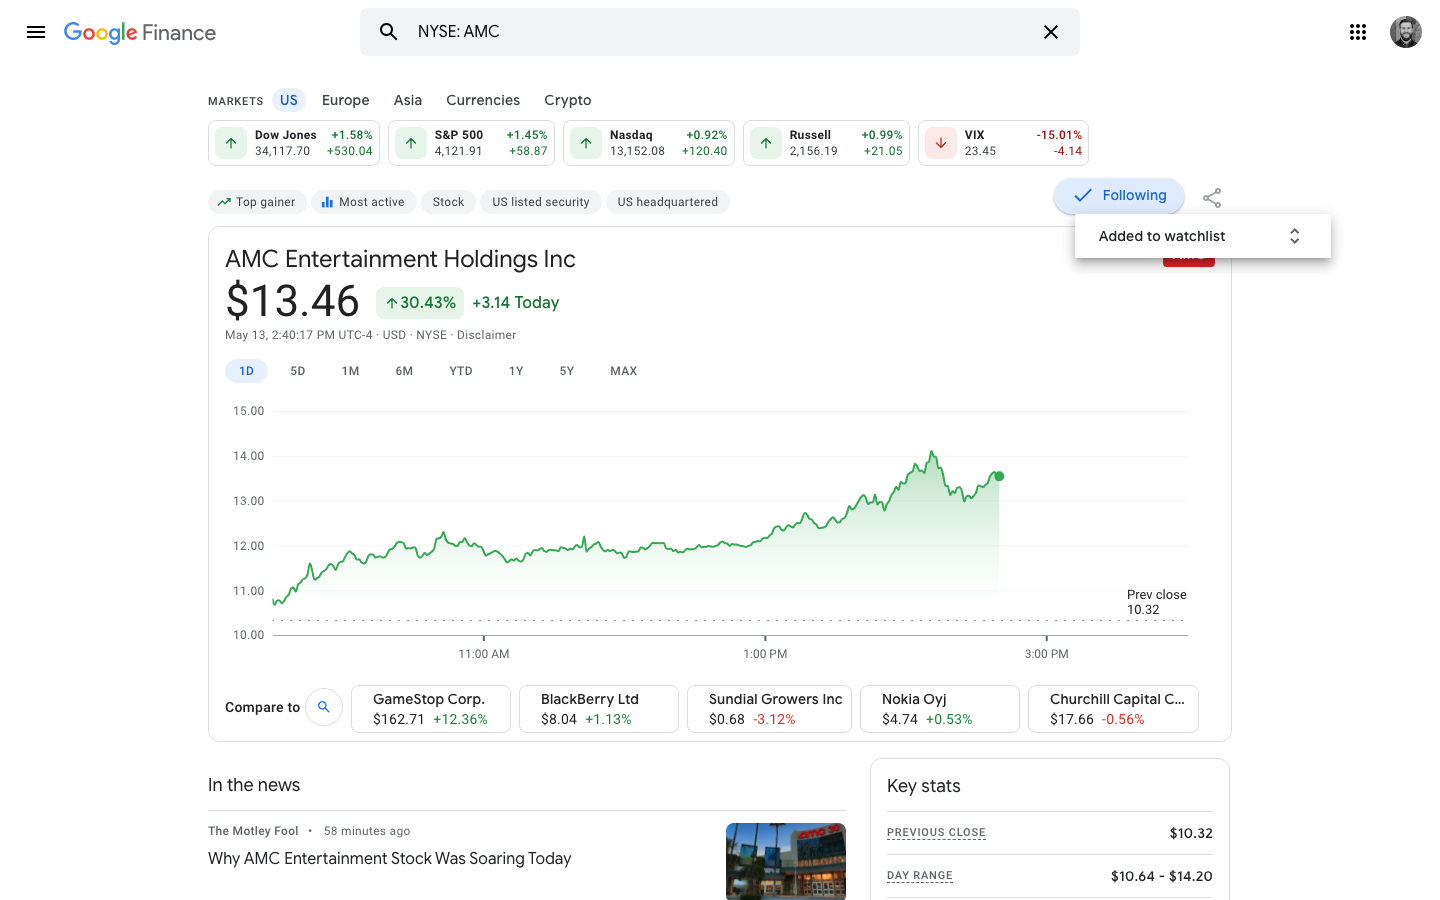 Google Finance
NYSE: AMC
MARKETS US Europe Asia Currencies Crypto
Dow Jones +1.58%
34,117.70 +530.04
S&P 500 +1.45%
4,121.91 +58.87
Nasdaq +0.92%
13,152.08 +120.40
Russell +0.99%
2,156.19 +21.05
VIX -15.01%
23.45 -4.14
Top gainer Most active Stock US listed security US headquartered
Following
Added to watchlist
AMC Entertainment Holdings Inc
$13.46 30.43% +3.14 Today
May 13, 2:40:17 PM UTC-4 · USD · NYSE · Disclaimer
1D 5D 1M 6M YTD 1Y 5Y MAX
15.00
14.00
13.00
12.00
11.00
10.00
Prev close
10.32
11:00 AM 1:00 PM 3:00 PM
Compare to
GameStop Corp.
$162.71 +12.36%
BlackBerry Ltd
$8.04 +1.13%
Sundial Growers Inc
$0.68 -3.12%
Nokia Oyj
$4.74 +0.53%
Churchill Capital C...
$17.66 -0.56%
In the news
The Motley Fool • 58 minutes ago
Why AMC Entertainment Stock Was Soaring Today
Key stats
PREVIOUS CLOSE $10.32
DAY RANGE $10.64 - $14.20